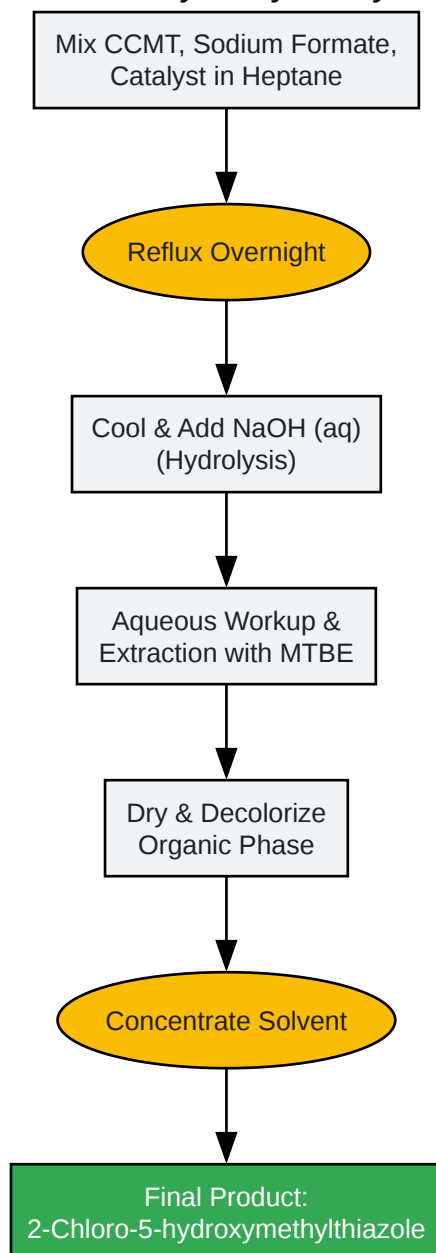 Mix CCMT, Sodium Formate,
Catalyst in Heptane
Reflux Overnight
Cool & Add NaOH (aq)
(Hydrolysis)
Aqueous Workup &
Extraction with MTBE
Dry & Decolorize
Organic Phase
Concentrate Solvent
Final Product:
2-Chloro-5-hydroxymethylthiazole